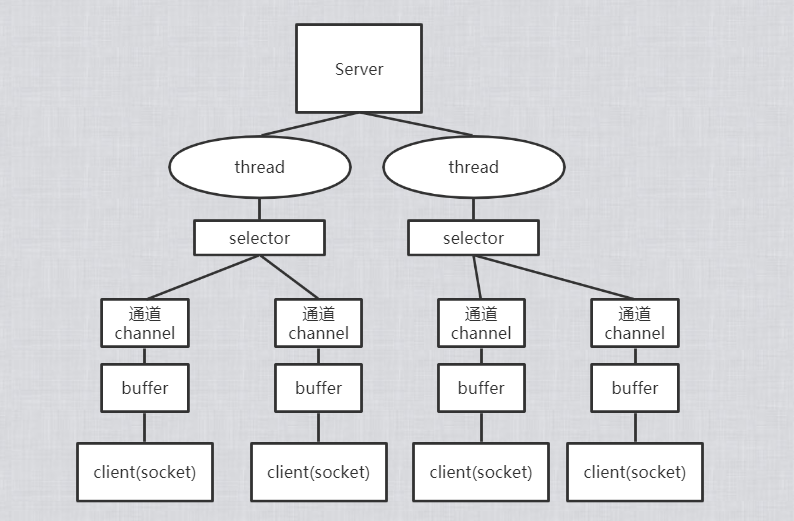 Server
thread
thread
selector
selector
通道
channel
通道
channel
通道
channel
通道
channel
buffer
buffer
buffer
buffer
client(socket)
client(socket)
client(socket)
client(socket)